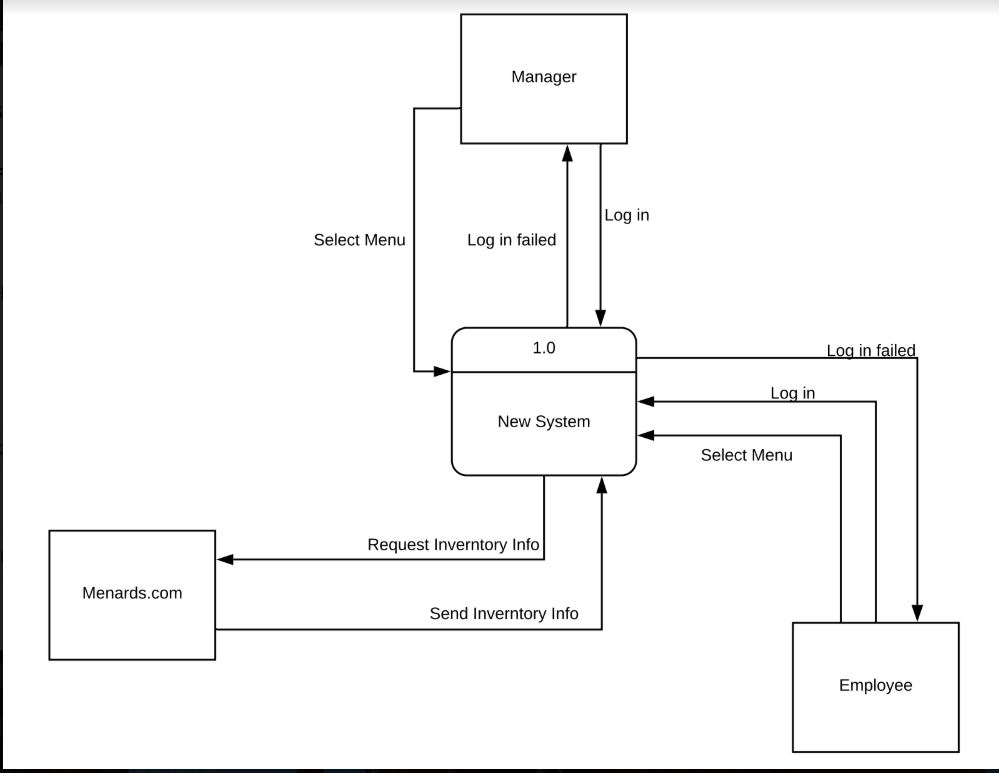 Manager
Log in
Select Menu
Log in failed
1.0
Log in failed
Log in
New System
Select Menu
Request Inverntory Info
Menards.com
Send Inverntory Info
Employee